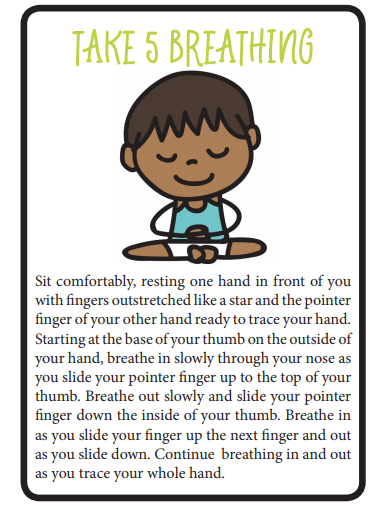 TAKE 5 BREATHING
Sit comfortably, resting one hand in front of you
with fingers outstretched like a star and the pointer
finger of your other hand ready to trace your hand.
Starting at the base of your thumb on the outside of
your hand, breathe in slowly through your nose as
you slide your pointer finger up to the top of your
thumb. Breathe out slowly and slide your pointer
finger down the inside of your thumb. Breathe in
as you slide your finger up the next finger and out
as you slide down. Continue breathing in and out
as you trace your whole hand.